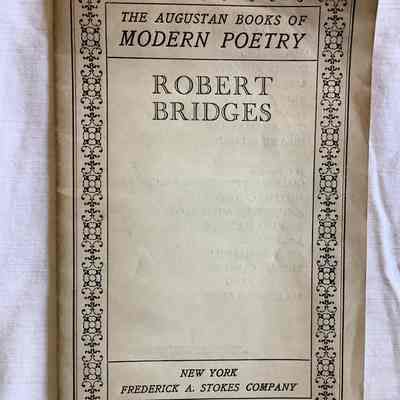 THE AUGUSTAN BOOKS OF
MODERN POETRY
ROBERT
BRIDGES
NEW YORK
FREDERICK A. STOKES COMPANY